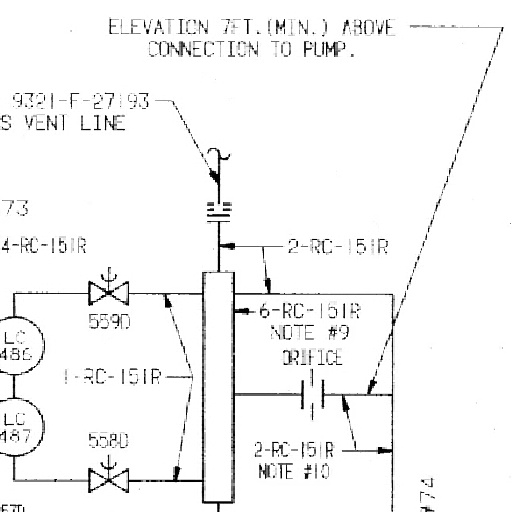 ELEVATION 7FT.(MIN.) ABOVE
CONNECTION TO PUMP.
9321-F-27193
VENT LINE
73
4-RC-151R
2-RC-151R
559D
6-RC-151R
NOTE #9
LC
486
ORIFICE
1-RC-151R
LC
487
558D
2-RC-151R
NOTE #10
#74